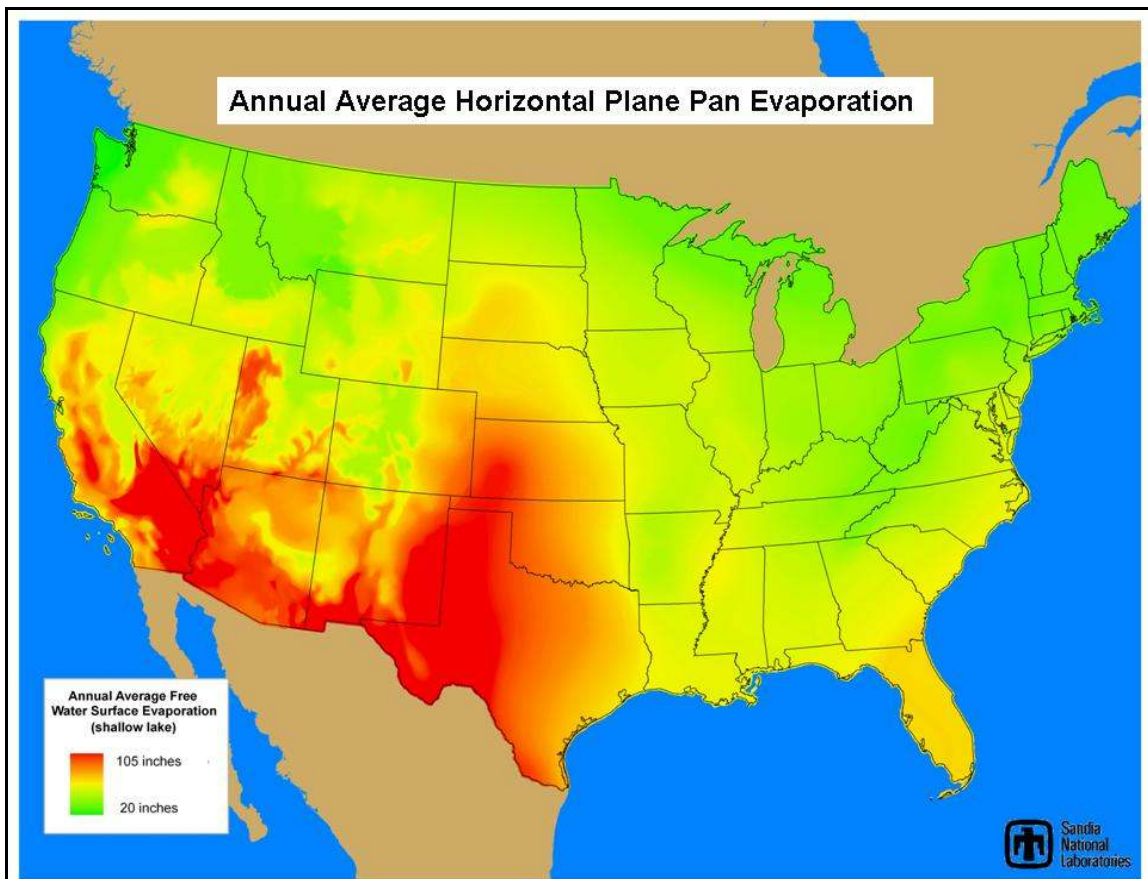 Annual Average Horizontal Plane Pan Evaporation
Annual Average Free
Water Surface Evaporation
(shallow lake)
105 inches
20 inches
Sandia
National
Laboratories